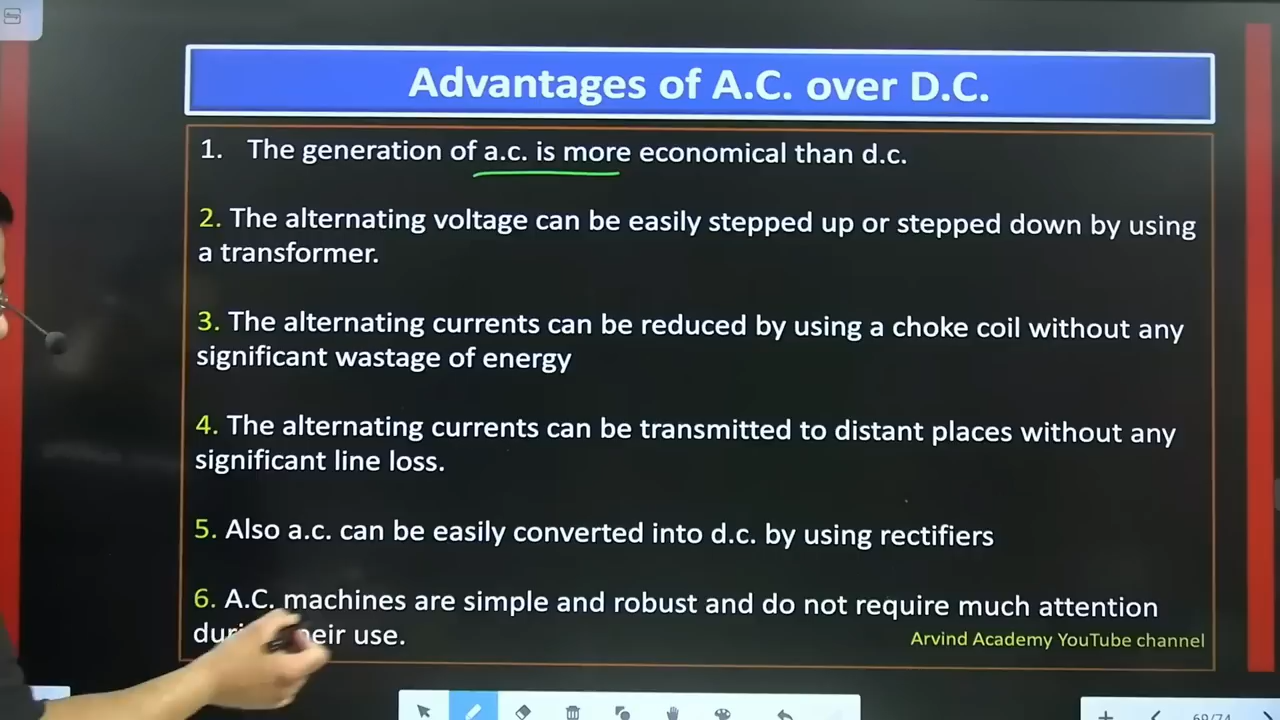 Advantages of A.C. over D.C.
1. The generation of a.c. is more economical than d.c.
2. The alternating voltage can be easily stepped up or stepped down by using
a transformer.
3. The alternating currents can be reduced by using a choke coil without any
significant wastage of energy
4. The alternating currents can be transmitted to distant places without any
significant line loss.
5. Also a.c. can be easily converted into d.c. by using rectifiers
6. A.C. machines are simple and robust and do not require much attention
their use.
Arvind Academy YouTube channel